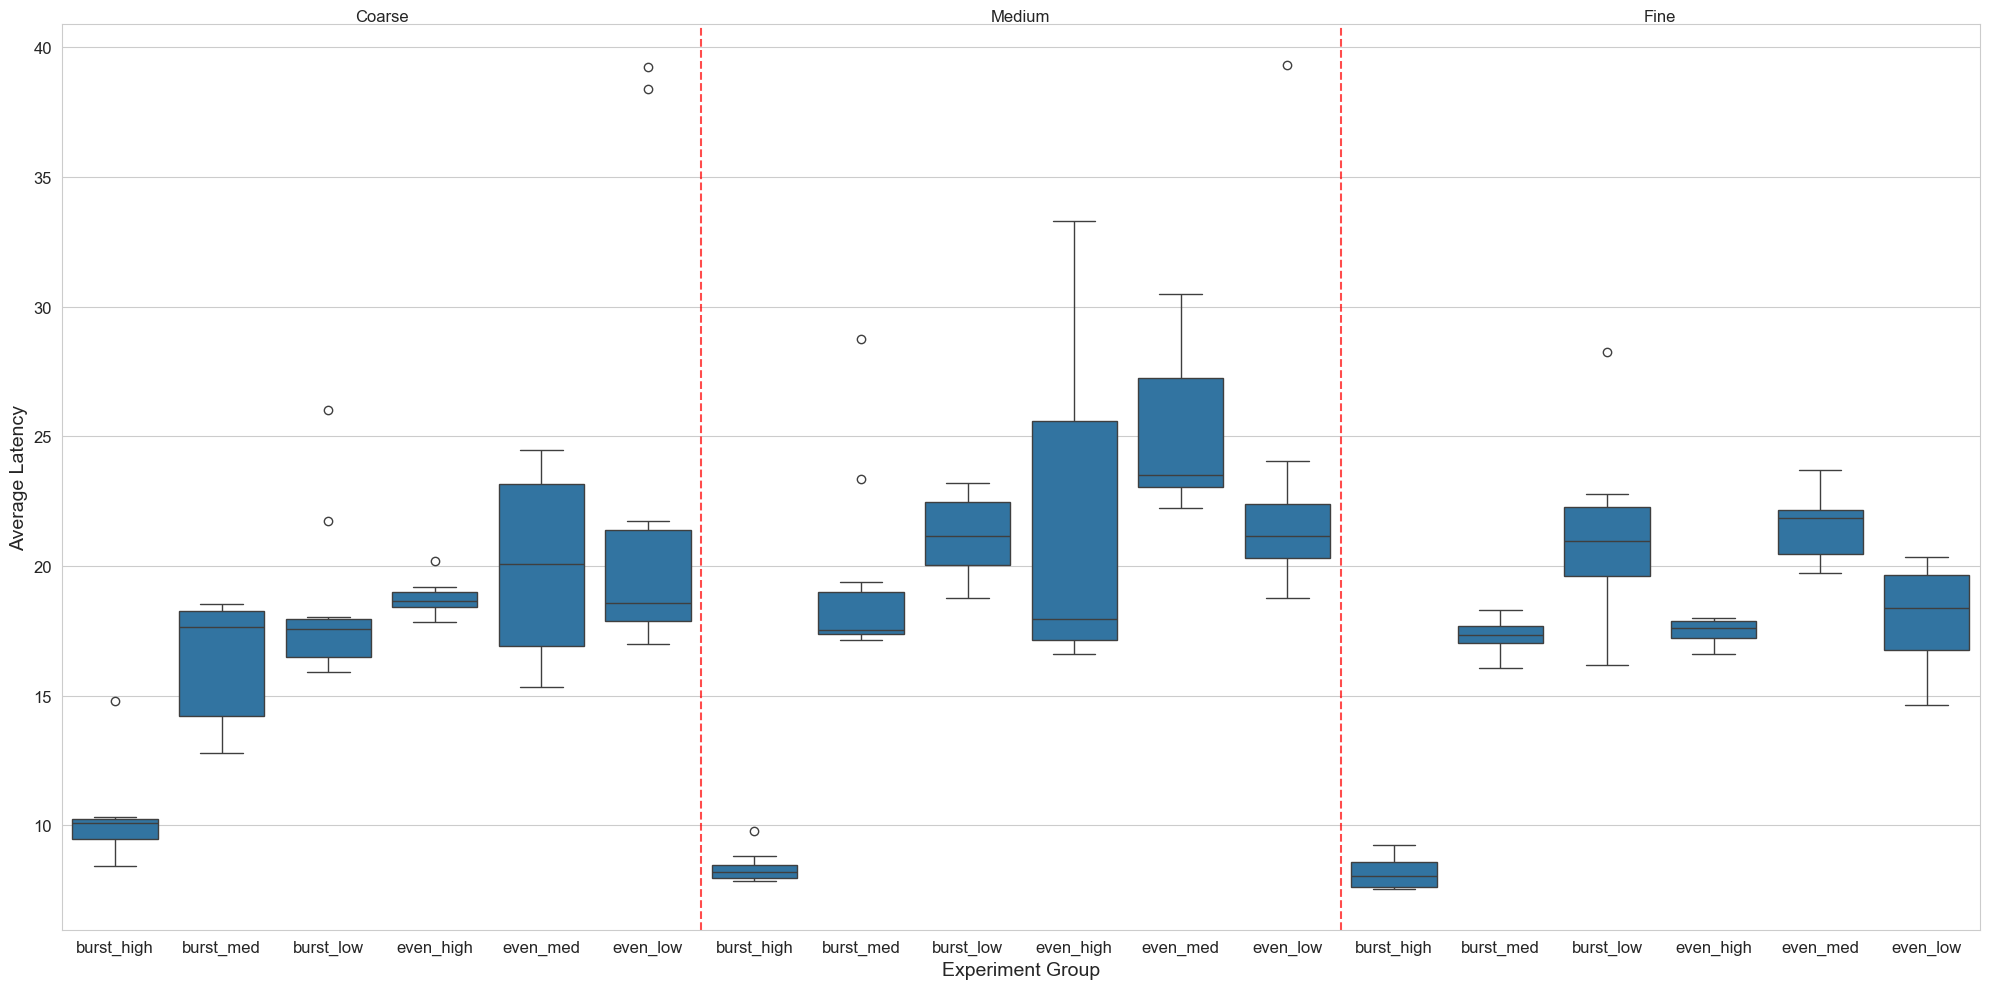 Coarse Medium Fine
Average Latency
40
35
30
25
20
15
10
burst_high burst_med burst_low even_high even_med even_low burst_high burst_med burst_low even_high even_med even_low burst_high burst_med burst_low even_high even_med even_low
Experiment Group